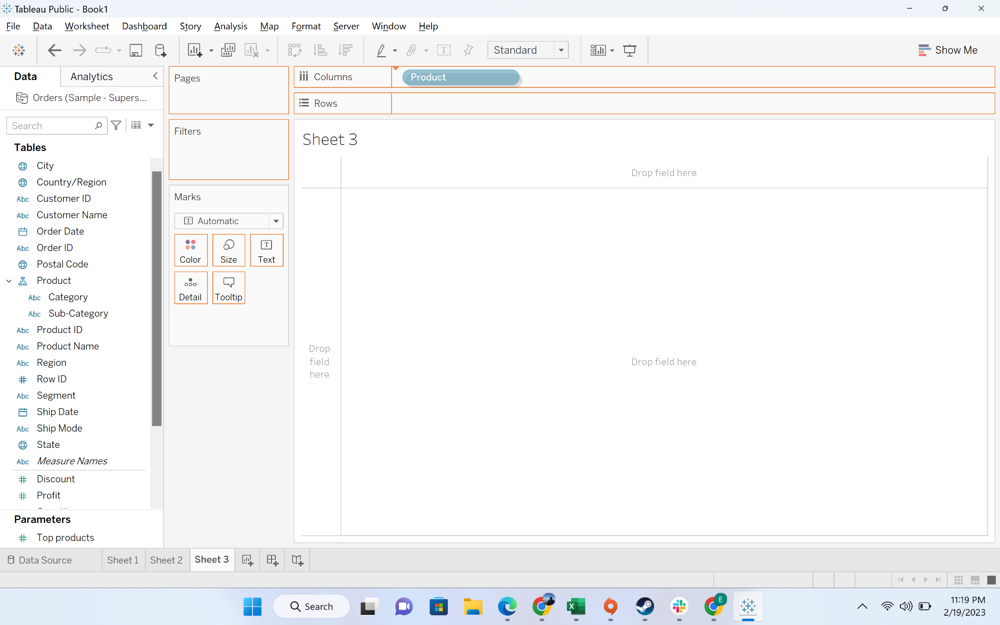 Tableau Public - Book1
File Data Worksheet Dashboard Story Analysis Map Format Server Window Help
Standard
Show Me
Data
Analytics
Orders (Sample - Supers...
Search
Tables
City
Country/Region
Abc Customer ID
Abc Customer Name
Order Date
Abc Order ID
Postal Code
Product
Abc Category
Abc Sub-Category
Abc Product ID
Abc Product Name
Abc Region
# Row ID
Abc Segment
Ship Date
Abc Ship Mode
State
Abc Measure Names
# Discount
# Profit
Parameters
# Top products
Pages
Filters
Marks
T Automatic
Color
Size
T
Text
Detail
Tooltip
Columns
Product
Rows
Sheet 3
Drop field here
Drop
field
here
Drop field here
Data Source
Sheet 1
Sheet 2
Sheet 3
Search
E
11:19 PM
2/19/2023